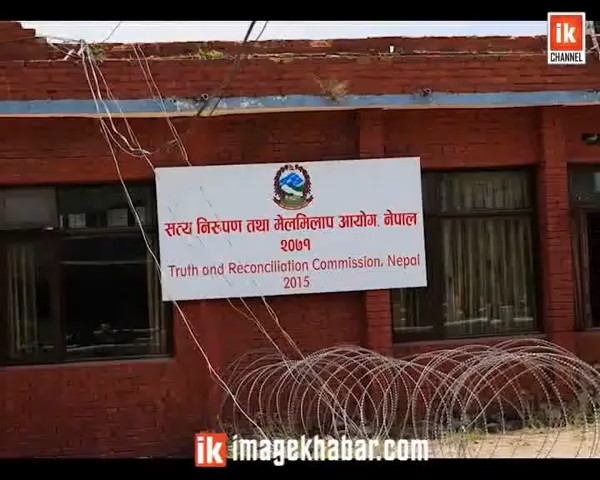 ik
CHANNEL
सत्य निरुपण तथा मेलमिलाप आयोग, नेपाल
२०७१
Truth and Reconciliation Commission, Nepal
2015
ik imagekhabar.com